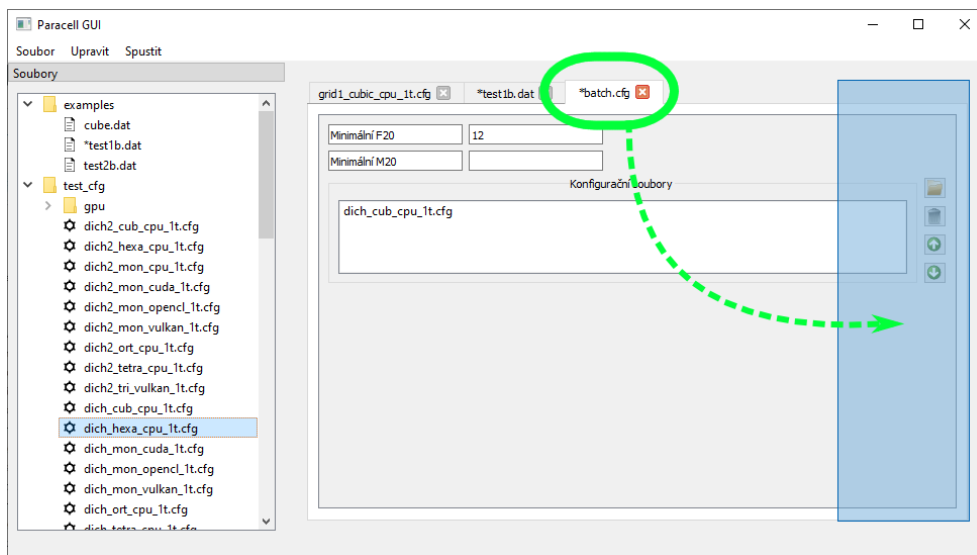 Paracell GUI
Soubor Upravit Spustit
Soubory
examples
cube.dat
*test1b.dat
test2b.dat
test_cfg
gpu
dich2_cub_cpu_1t.cfg
dich2_hexa_cpu_1t.cfg
dich2_mon_cpu_1t.cfg
dich2_mon_cuda_1t.cfg
dich2_mon_opencl_1t.cfg
dich2_mon_vulkan_1t.cfg
dich2_ort_cpu_1t.cfg
dich2_tetra_cpu_1t.cfg
dich2_tri_vulkan_1t.cfg
dich_cub_cpu_1t.cfg
dich_hexa_cpu_1t.cfg
dich_mon_cuda_1t.cfg
dich_mon_opencl_1t.cfg
dich_mon_vulkan_1t.cfg
dich_ort_cpu_1t.cfg
dich_tetra_cpu_1t.cfg
grid1_cubic_cpu_1t.cfg *test1b.dat *batch.cfg
Minimální F20 12
Minimální M20
Konfigurační soubory
dich_cub_cpu_1t.cfg